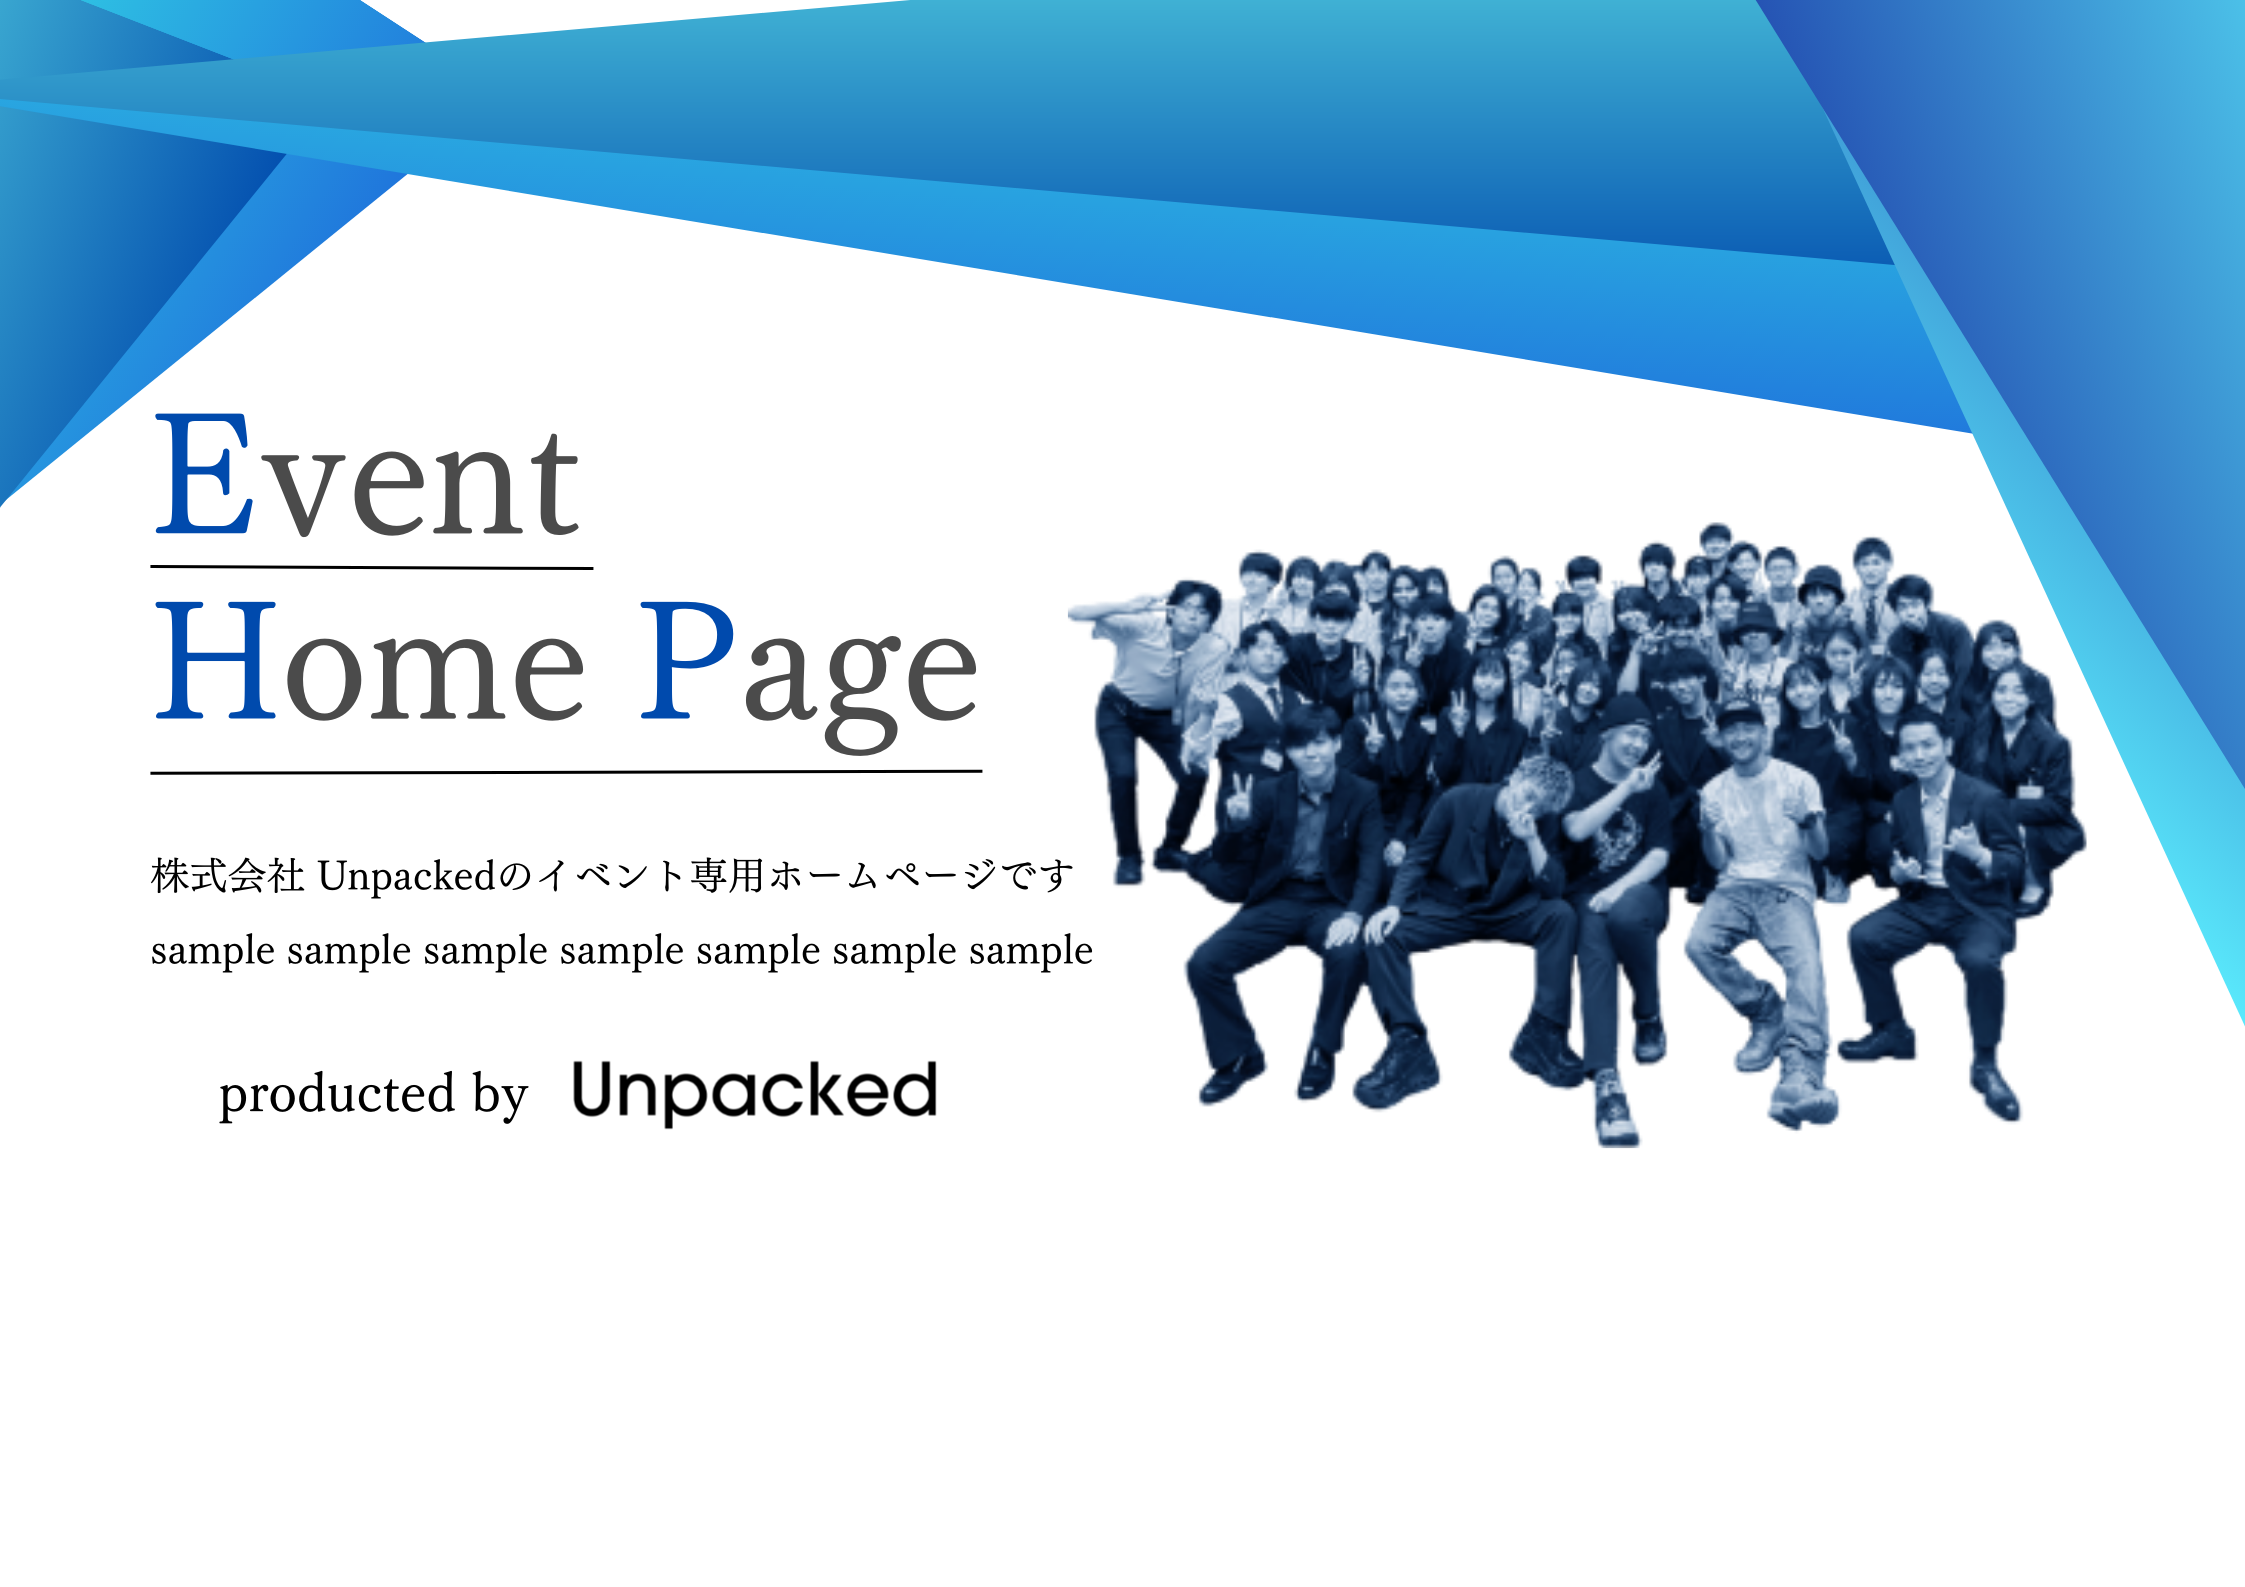 Event
Home Page
株式会社 Unpackedのイベント専用ホームページです
sample sample sample sample sample sample sample
producted by Unpacked